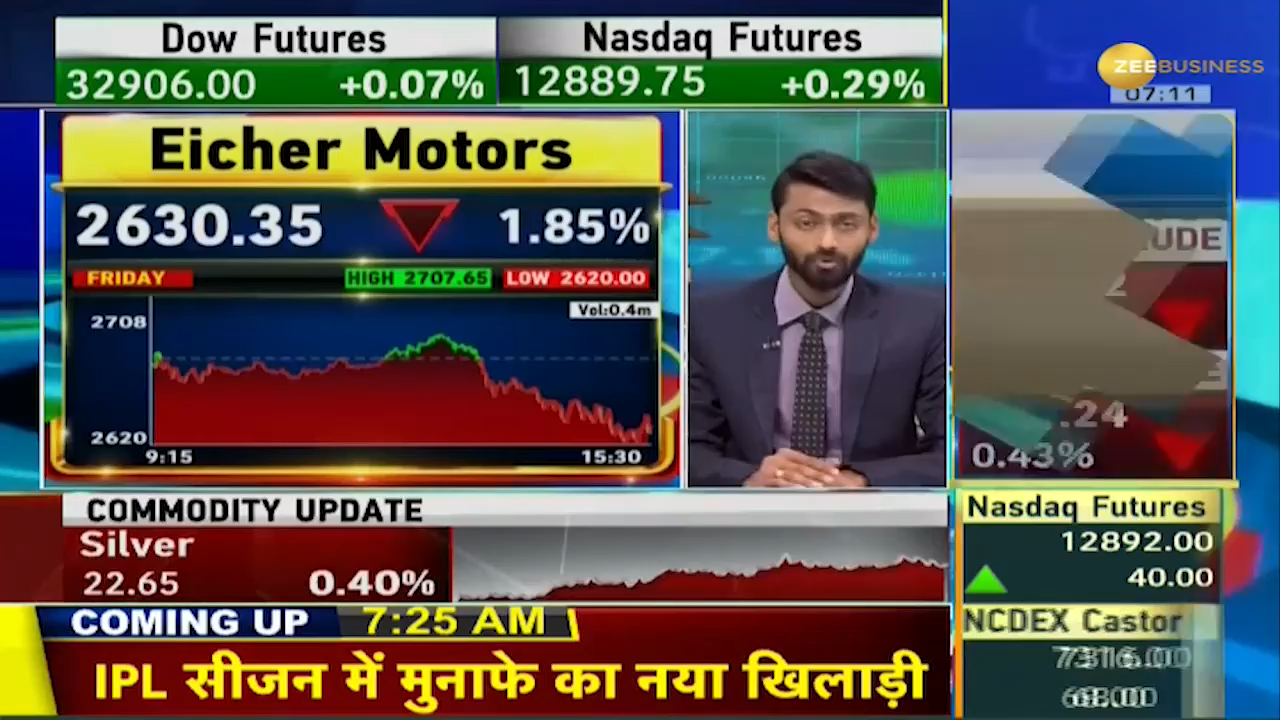 Dow Futures
32906.00 +0.07%
Nasdaq Futures
12889.75 +0.29%
ZEEBUSINESS
07:11
Eicher Motors
2630.35 1.85%
FRIDAY HIGH 2707.65 LOW 2620.00
Vol:0.4m
2708
2620
9:15 15:30
UDE
.24
0.43%
COMMODITY UPDATE
Silver
22.65 0.40%
Nasdaq Futures
12892.00
40.00
NCDEX Castor
COMING UP 7:25 AM
IPL सीजन में मुनाफे का नया खिलाड़ी